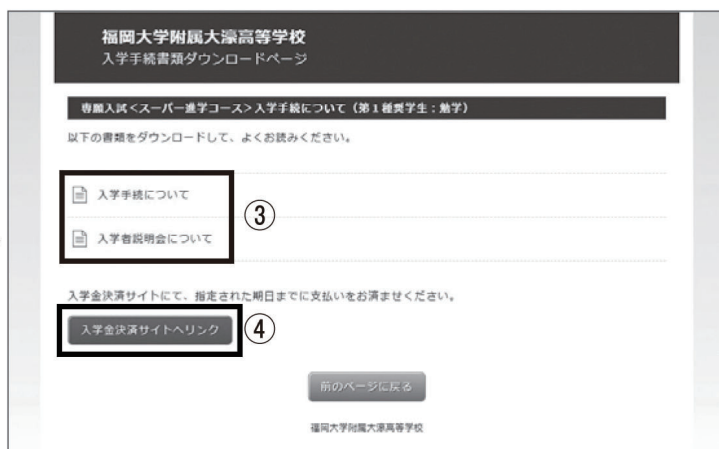 福岡大学附属大濠高等学校
入学手続書類ダウンロードページ
専願入試<スーパー進学コース>入学手続について（第1種奨学生：勉学）
以下の書類をダウンロードして、よくお読みください。
入学手続について
③
入学者説明会について
入学金決済サイトにて、指定された期日までに支払いをお済ませください。
入学金決済サイトへリンク
④
前のページに戻る
福岡大学附属大濠高等学校